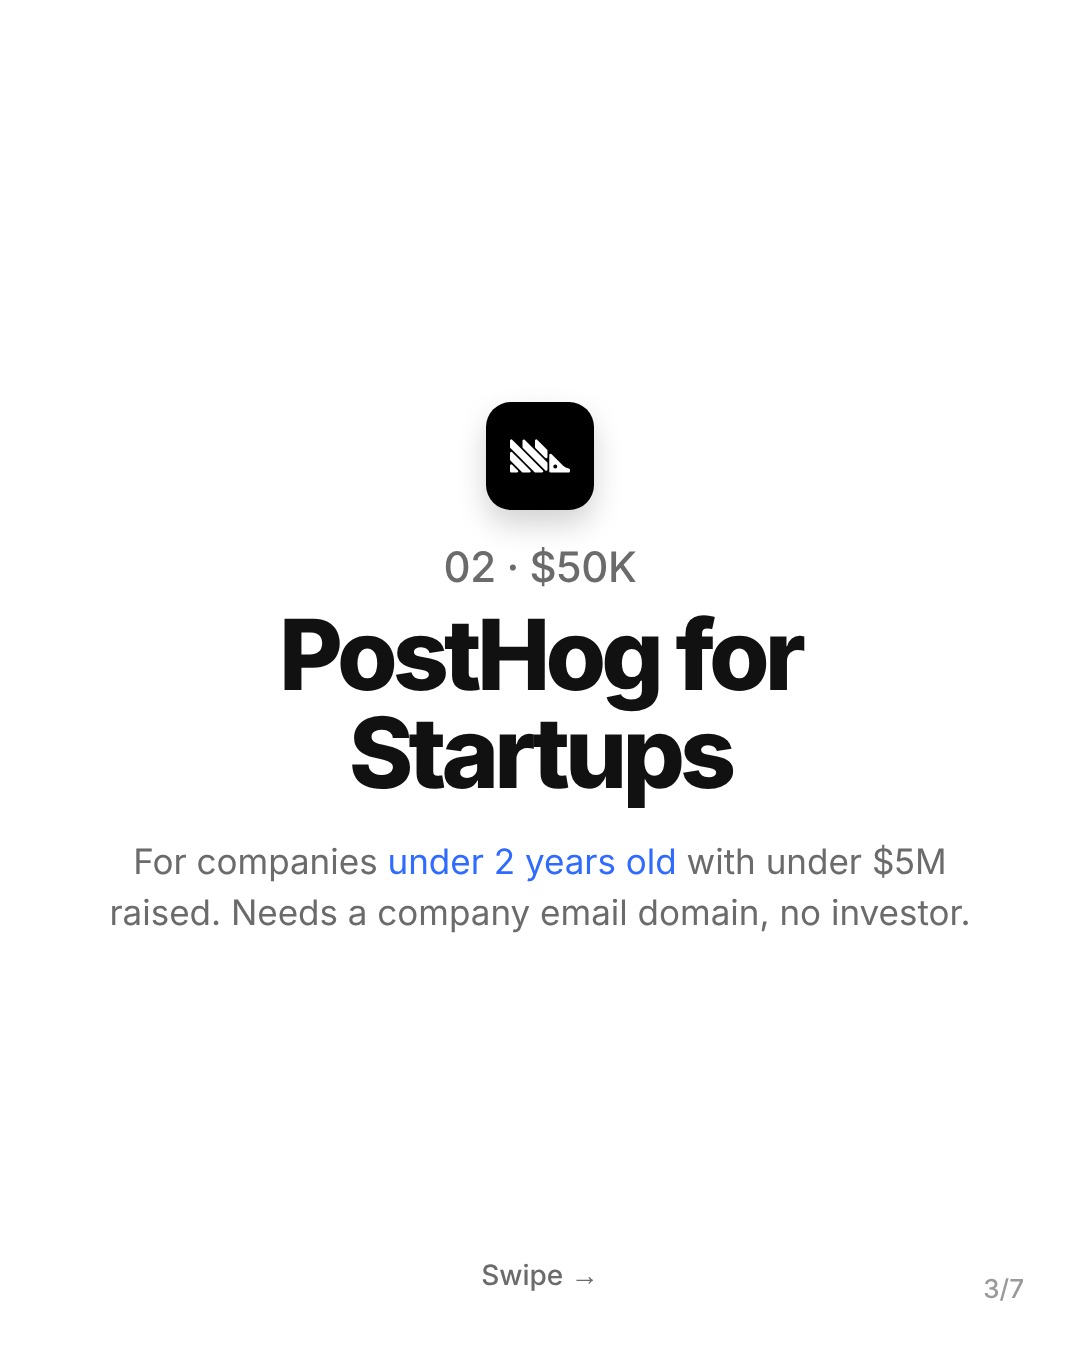 02 · $50K
PostHog for
Startups
For companies under 2 years old with under $5M
raised. Needs a company email domain, no investor.
Swipe →
3/7